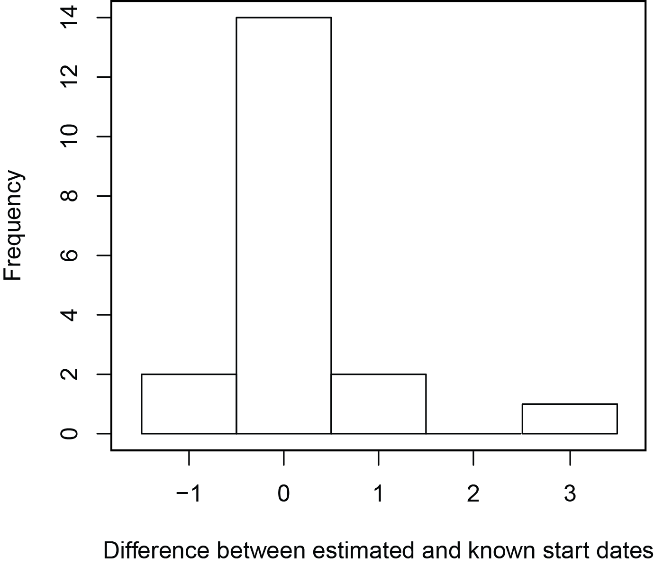 Frequency
14
12
10
8
6
4
2
0
−1 0 1 2 3
Difference between estimated and known start dates